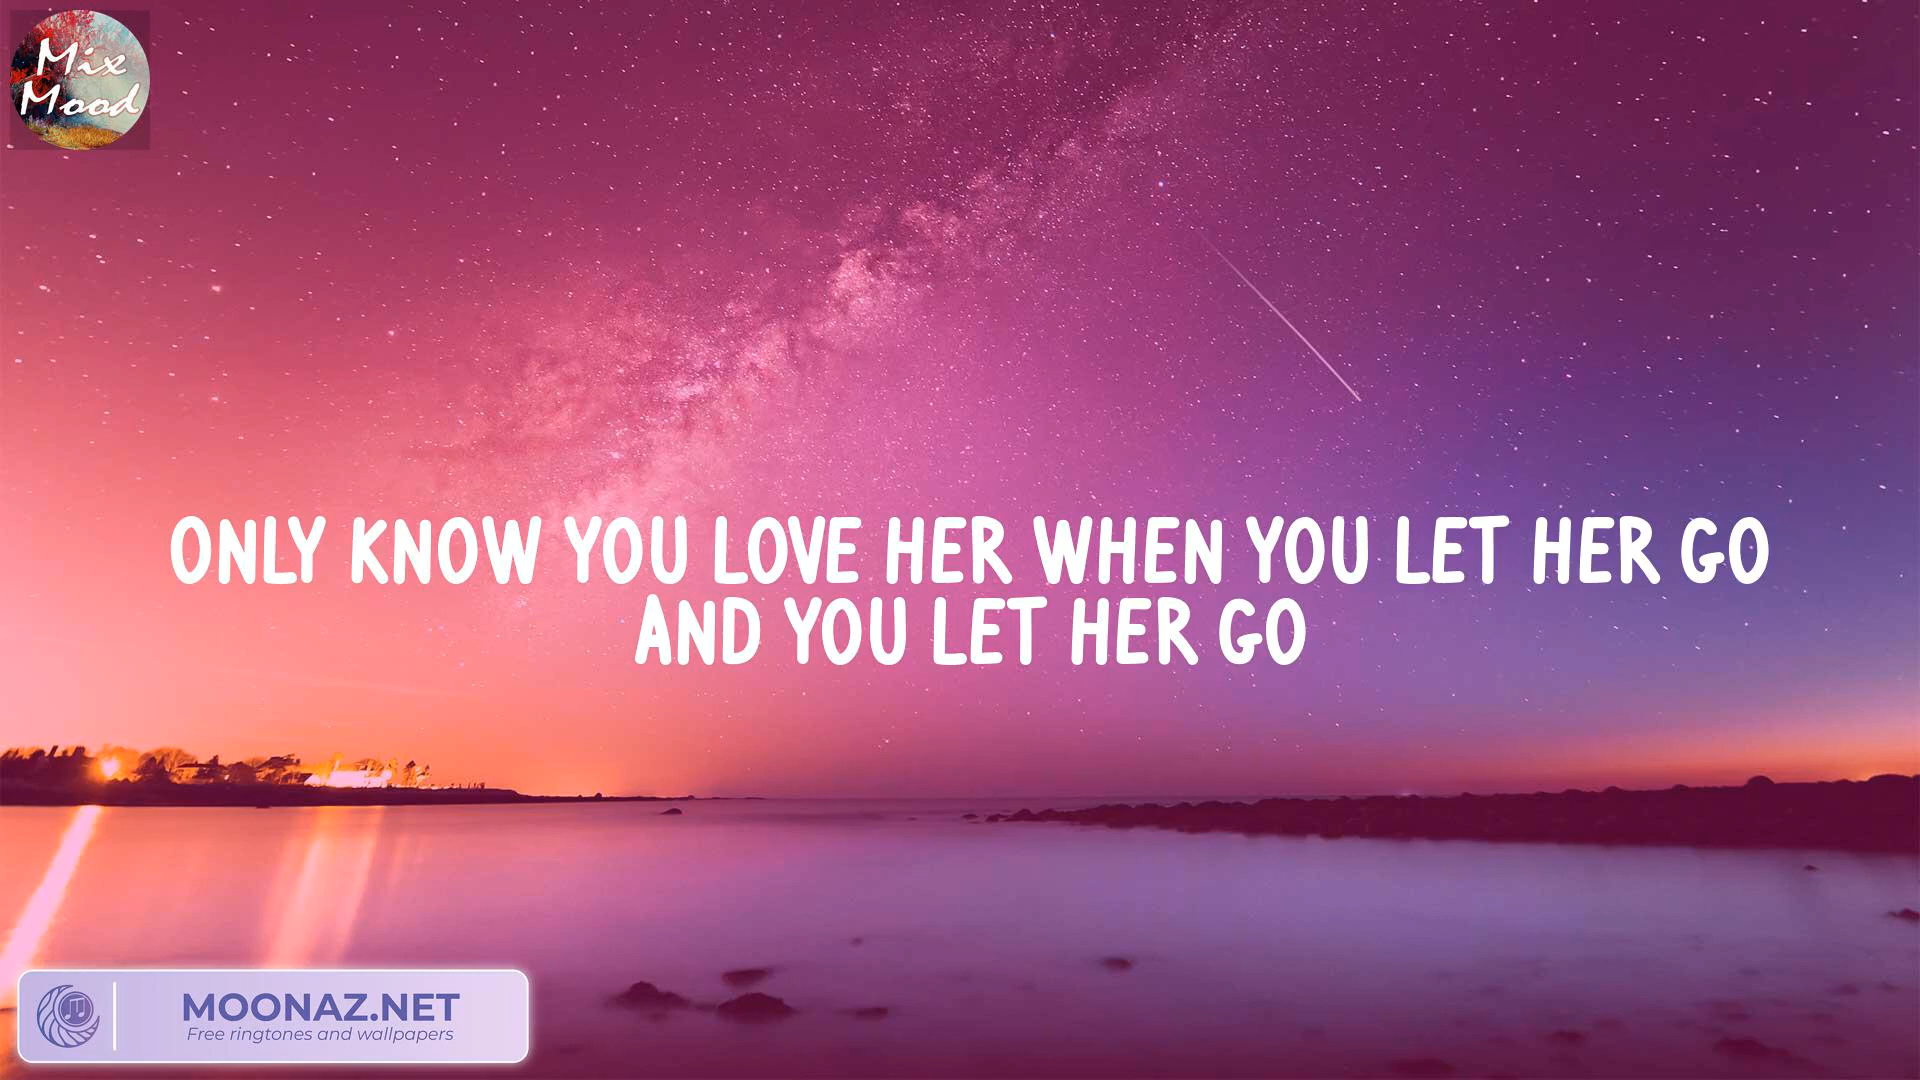 Mix
Mood
ONLY KNOW YOU LOVE HER WHEN YOU LET HER GO
AND YOU LET HER GO
MOONAZ.NET
Free ringtones and wallpapers